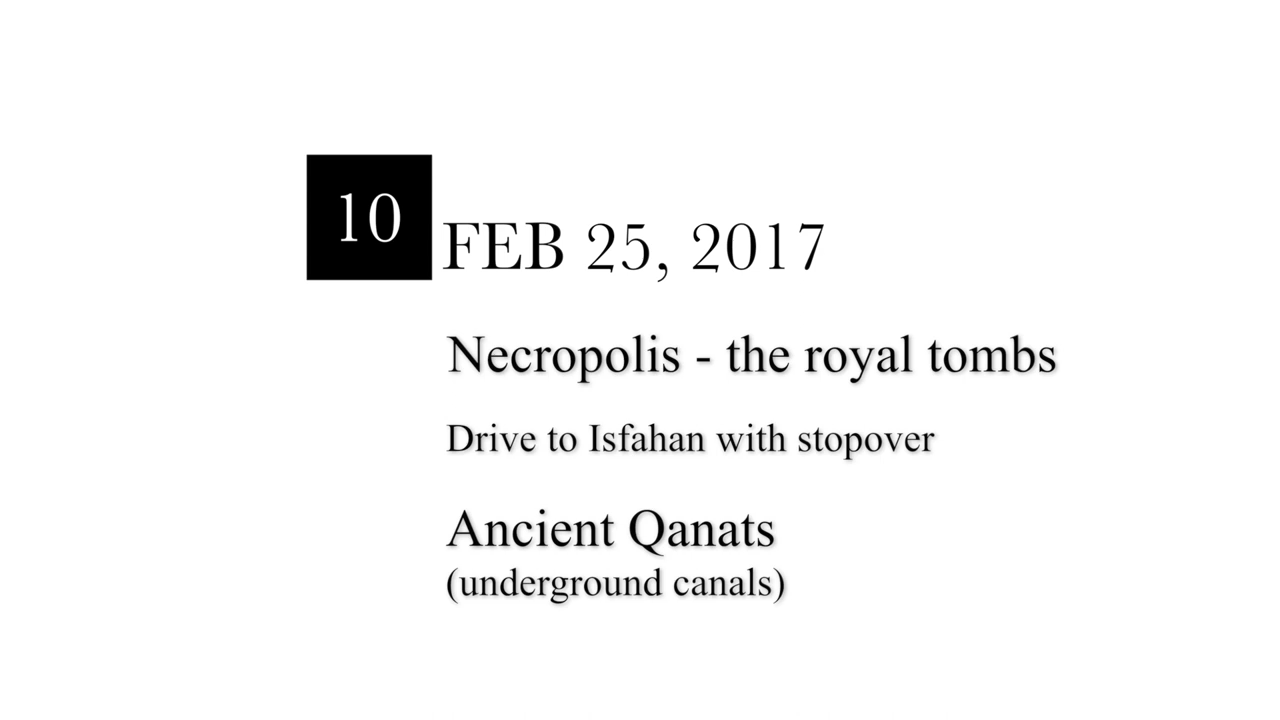 10
FEB 25, 2017
Necropolis - the royal tombs
Drive to Isfahan with stopover
Ancient Qanats
(underground canals)